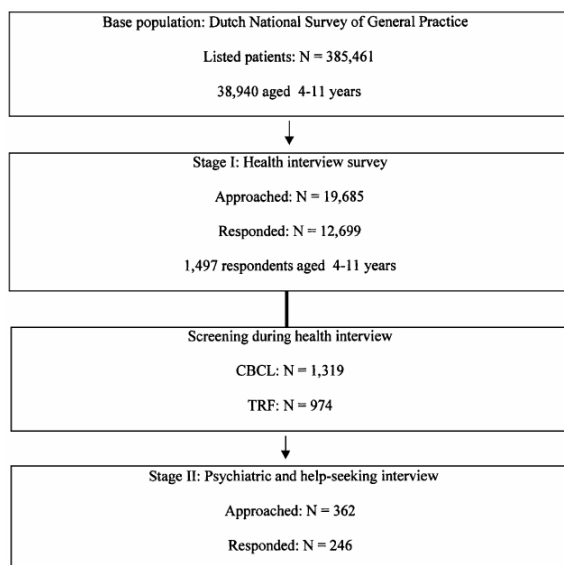 Base population: Dutch National Survey of General Practice
Listed patients: N = 385,461
38,940 aged 4-11 years
Stage I: Health interview survey
Approached: N = 19,685
Responded: N = 12,699
1,497 respondents aged 4-11 years
Screening during health interview
CBCL: N = 1,319
TRF: N = 974
Stage II: Psychiatric and help-seeking interview
Approached: N = 362
Responded: N = 246